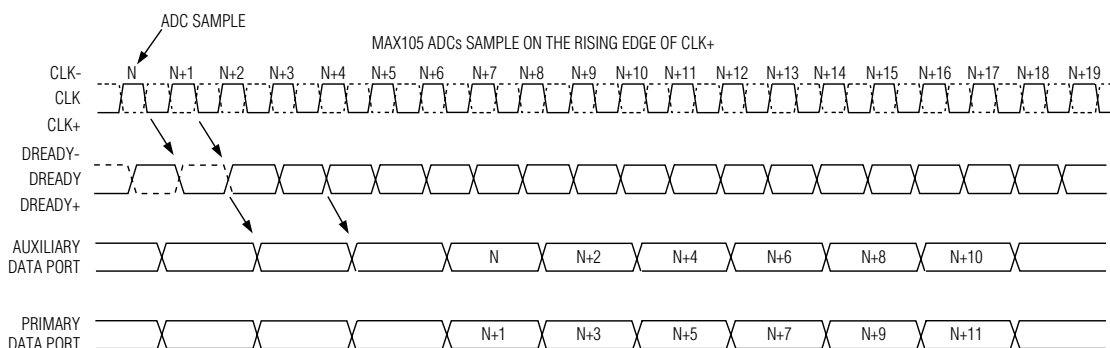 ADC SAMPLE
MAX105 ADCs SAMPLE ON THE RISING EDGE OF CLK+
CLK- N N+1 N+2 N+3 N+4 N+5 N+6 N+7 N+8 N+9 N+10 N+11 N+12 N+13 N+14 N+15 N+16 N+17 N+18 N+19
CLK
CLK+
DREADY-
DREADY
DREADY+
AUXILIARY
DATA PORT
N N+2 N+4 N+6 N+8 N+10
PRIMARY
DATA PORT
N+1 N+3 N+5 N+7 N+9 N+11